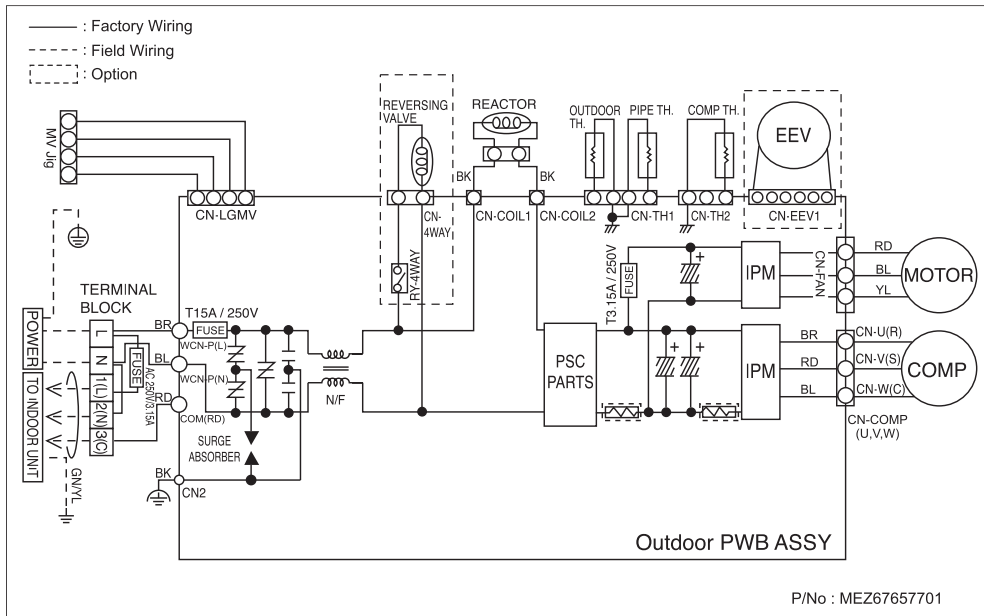 : Factory Wiring
: Field Wiring
: Option
MV Jig
REVERSING
VALVE
REACTOR
OUTDOOR
TH.
PIPE TH.
COMP TH.
EEV
BK
BK
CN-LGMV
CN-
4WAY
CN-COIL1
CN-COIL2
CN-TH1
CN-TH2
CN-EEV1
RY-4WAY
T3.15A / 250V
FUSE
IPM
CN-FAN
RD
BL
YL
MOTOR
TERMINAL
BLOCK
T15A / 250V
POWER
L
BR
FUSE
WCN-P(L)
N
BL
WCN-P(N)
FUSE
AC 250V/3.15A
TO INDOOR UNIT
1(L)
2(N)
3(C)
RD
COM(RD)
N/F
PSC
PARTS
IPM
BR
RD
BL
CN-U(R)
CN-V(S)
CN-W(C)
COMP
CN-COMP
(U,V,W)
SURGE
ABSORBER
GN/YL
BK
CN2
Outdoor PWB ASSY
P/No : MEZ67657701